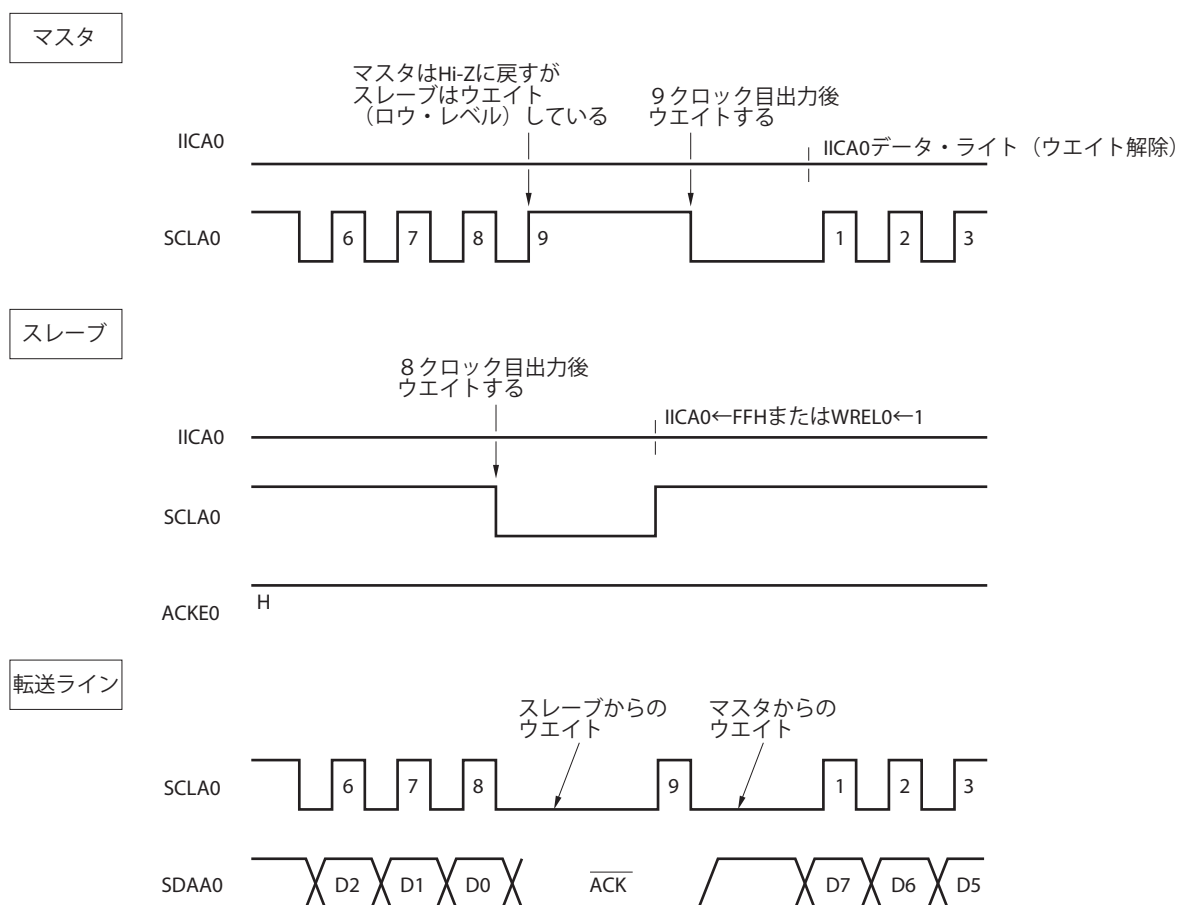 マスタ
マスタはHi-Zに戻すが
スレーブはウエイト
（ロウ・レベル）している
９クロック目出力後
ウエイトする
IICA0
IICA0データ・ライト（ウエイト解除）
SCLA0
6 7 8 9 1 2 3
スレーブ
８クロック目出力後
ウエイトする
IICA0
IICA0←FFHまたはWREL0←1
SCLA0
ACKE0
H
転送ライン
スレーブからの
ウエイト
マスタからの
ウエイト
SCLA0
6 7 8 9 1 2 3
SDAA0
D2 D1 D0 ACK D7 D6 D5